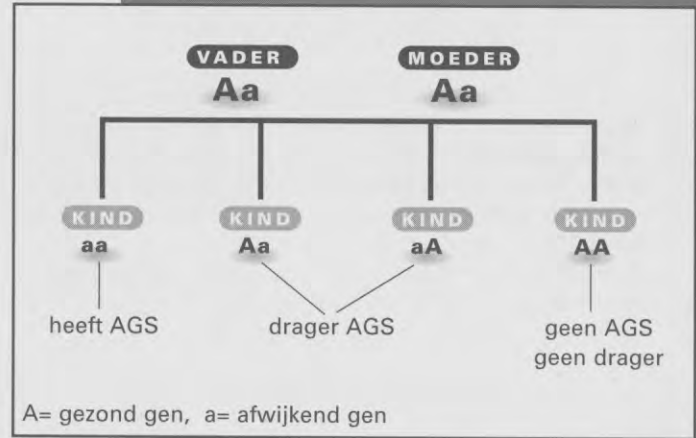 VADER MOEDER
Aa Aa
KIND KIND KIND KIND
aa Aa aA AA
heeft AGS drager AGS geen AGS
geen drager
A= gezond gen, a= afwijkend gen